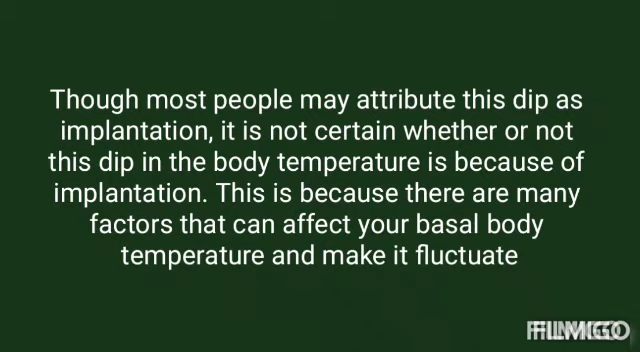 Though most people may attribute this dip as
implantation, it is not certain whether or not
this dip in the body temperature is because of
implantation. This is because there are many
factors that can affect your basal body
temperature and make it fluctuate
FILMIGO